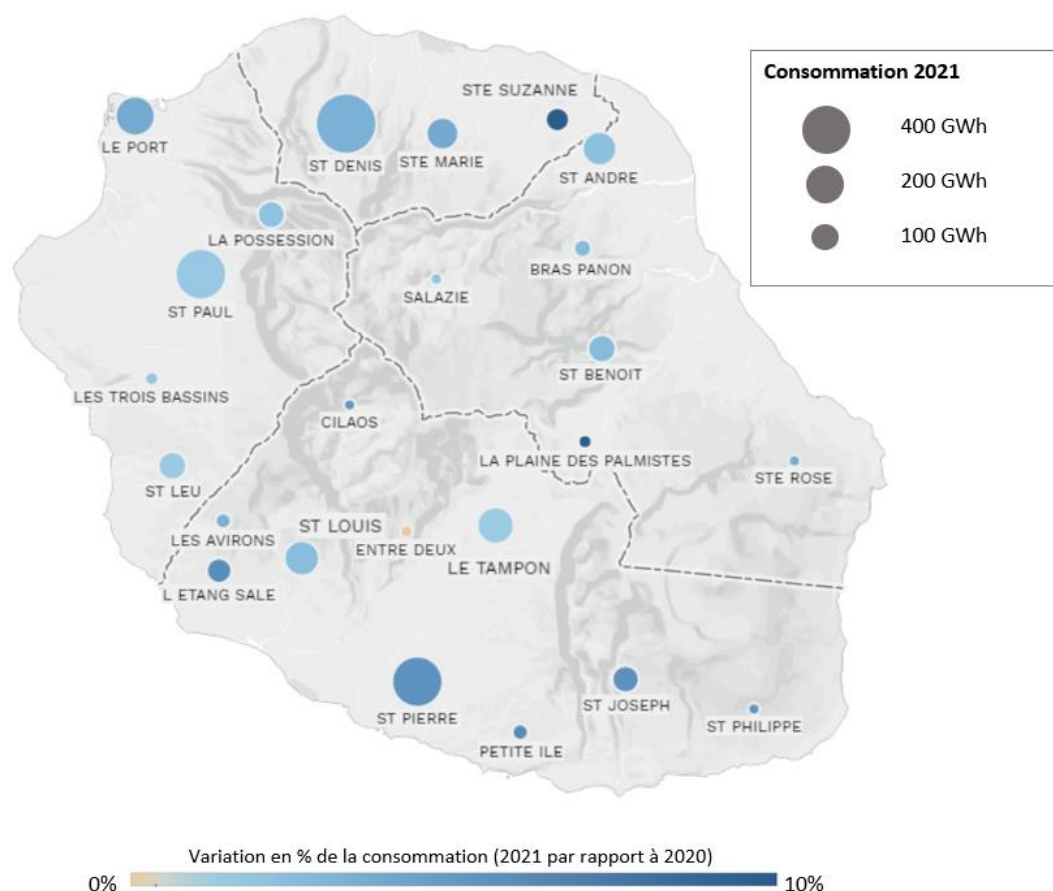 Consommation 2021
400 GWh
200 GWh
100 GWh
STE SUZANNE
LE PORT
ST DENIS
STE MARIE
ST ANDRE
LA POSSESSION
BRAS PANON
SALAZIE
ST PAUL
ST BENOIT
LES TROIS BASSINS
CILAOS
LA PLAINE DES PALMISTES
STE ROSE
ST LEU
ST LOUIS
LES AVIRONS
ENTRE DEUX
LE TAMPON
L ETANG SALE
ST PIERRE
ST JOSEPH
ST PHILIPPE
PETITE ILE
Variation en % de la consommation (2021 par rapport à 2020)
0%
10%